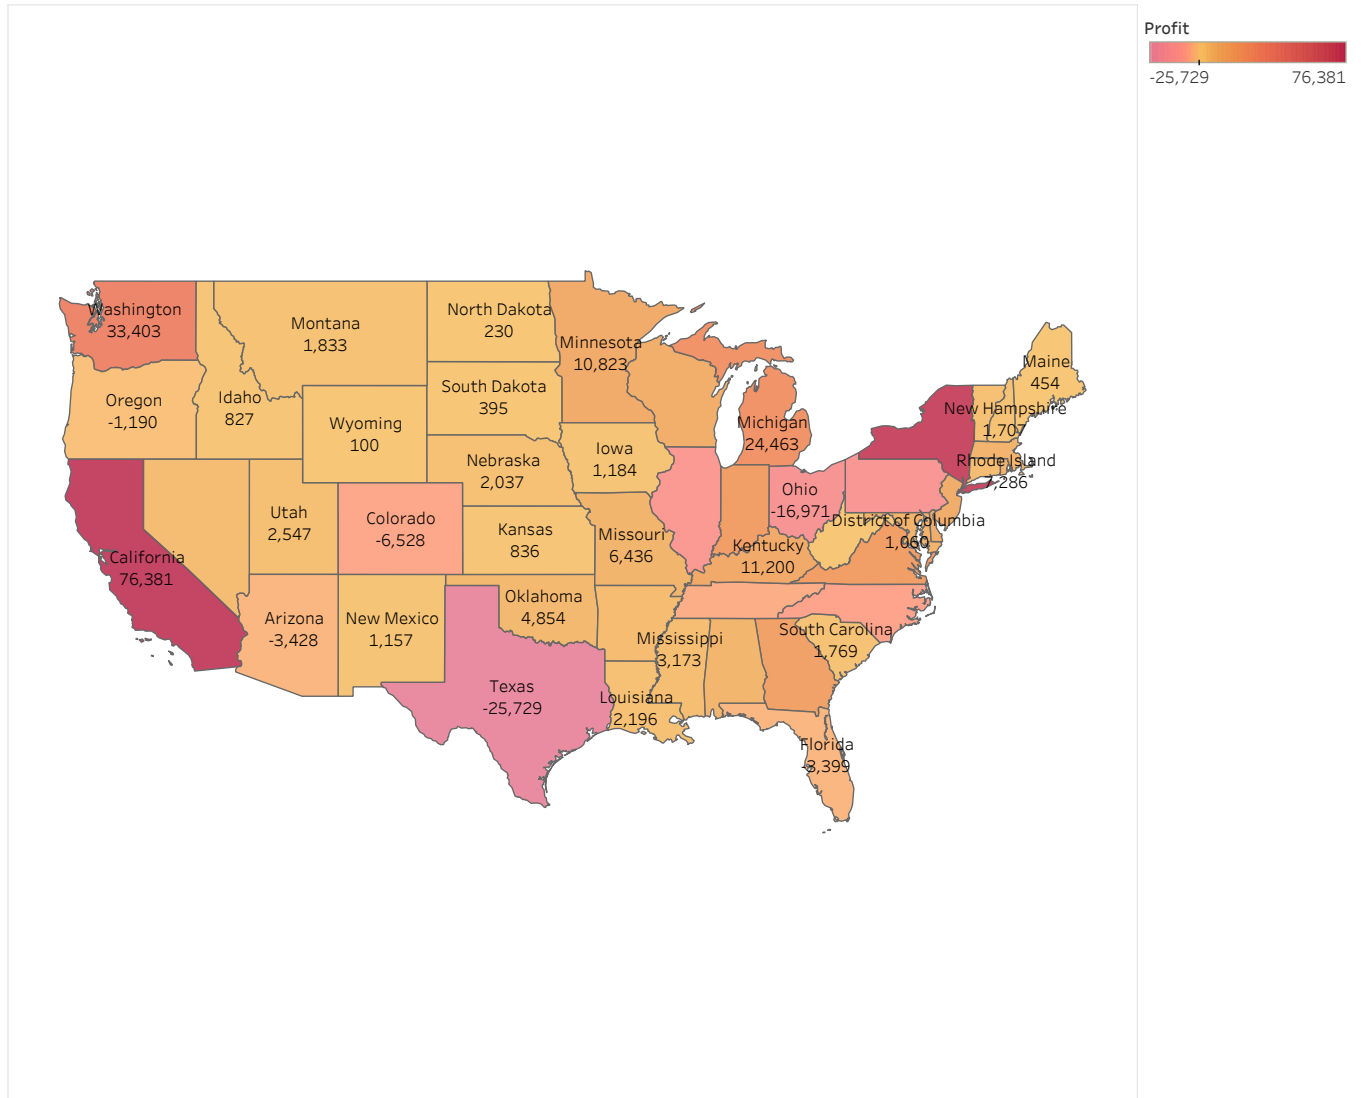 Profit
-25,729
76,381
Washington
33,403
Montana
1,833
North Dakota
230
Minnesota
10,823
Maine
454
Oregon
-1,190
Idaho
827
South Dakota
395
Wyoming
100
Michigan
24,463
New Hampshire
1,707
Iowa
1,184
Nebraska
2,037
Rhode Island
7,286
Ohio
-16,971
Utah
2,547
Colorado
-6,528
Kansas
836
Missouri
6,436
District of Columbia
1,060
Kentucky
11,200
California
76,381
Oklahoma
4,854
Arizona
-3,428
New Mexico
1,157
Mississippi
3,173
South Carolina
1,769
Texas
-25,729
Louisiana
2,196
Florida
-3,399